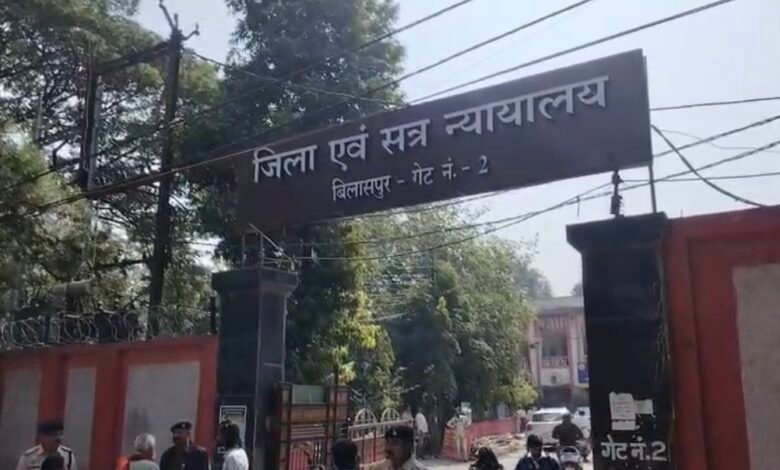 जिला एवं सत्र न्यायालय
बिलासपुर - गेट नं. - 2
गेट नं. 2